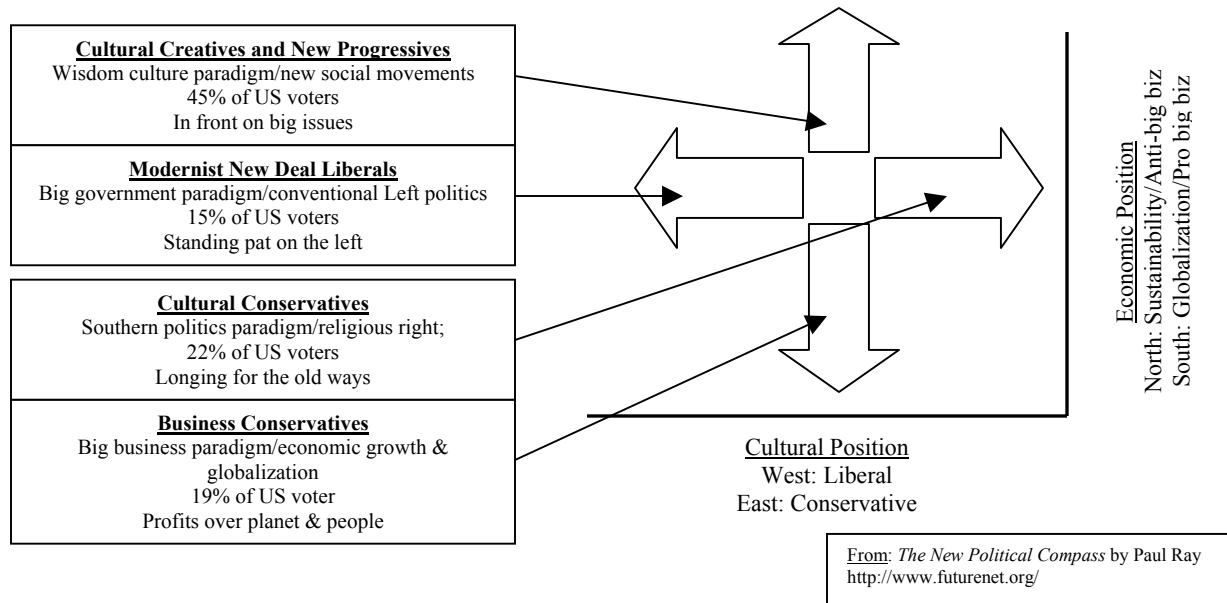 Cultural Creatives and New Progressives
Wisdom culture paradigm/new social movements
45% of US voters
In front on big issues
Modernist New Deal Liberals
Big government paradigm/conventional Left politics
15% of US voters
Standing pat on the left
Cultural Conservatives
Southern politics paradigm/religious right;
22% of US voters
Longing for the old ways
Business Conservatives
Big business paradigm/economic growth &
globalization
19% of US voter
Profits over planet & people
Economic Position
North: Sustainability/Anti-big biz
South: Globalization/Pro big biz
Cultural Position
West: Liberal
East: Conservative
From: The New Political Compass by Paul Ray
http://www.futurenet.org/